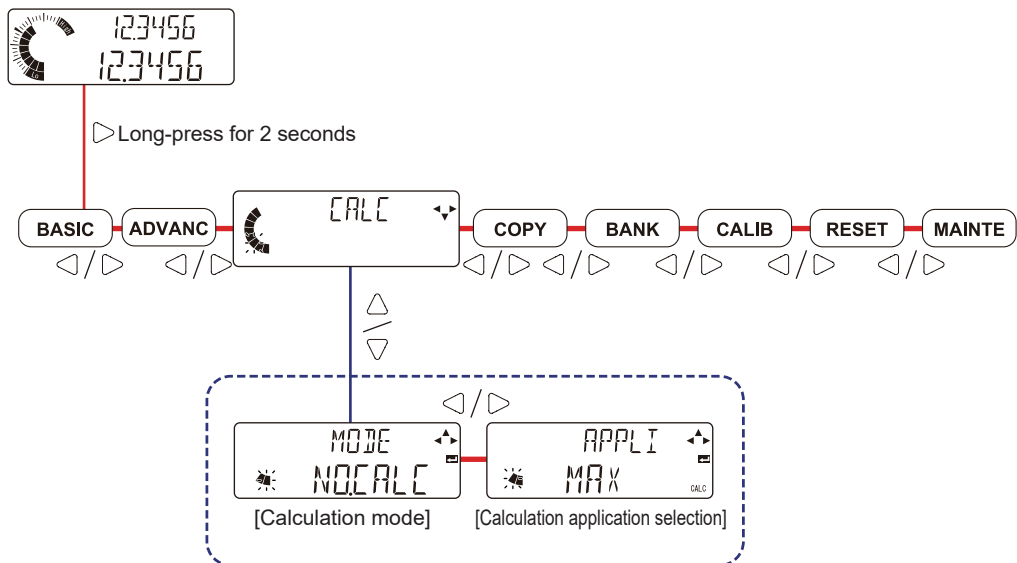 12.3456
12.3456
Lo
Long-press for 2 seconds
BASIC
ADVANC
CALC
COPY
BANK
CALIB
RESET
MAINTE
MODE
NO.CALC
APPLI
MAX
CALC
[Calculation mode]
[Calculation application selection]